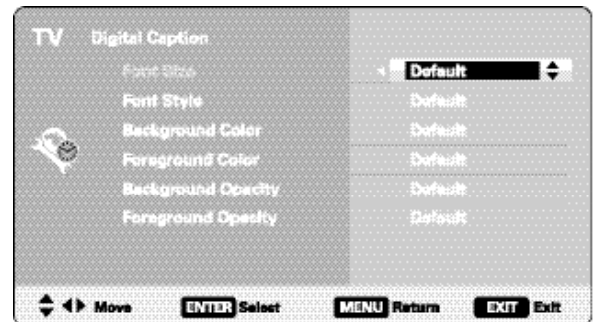 TV Digital Caption
Font Size Default
Font Style Default
Background Color Default
Foreground Color Default
Background Opacity Default
Foreground Opacity Default
Move ENTER Select MENU Return EXIT Exit